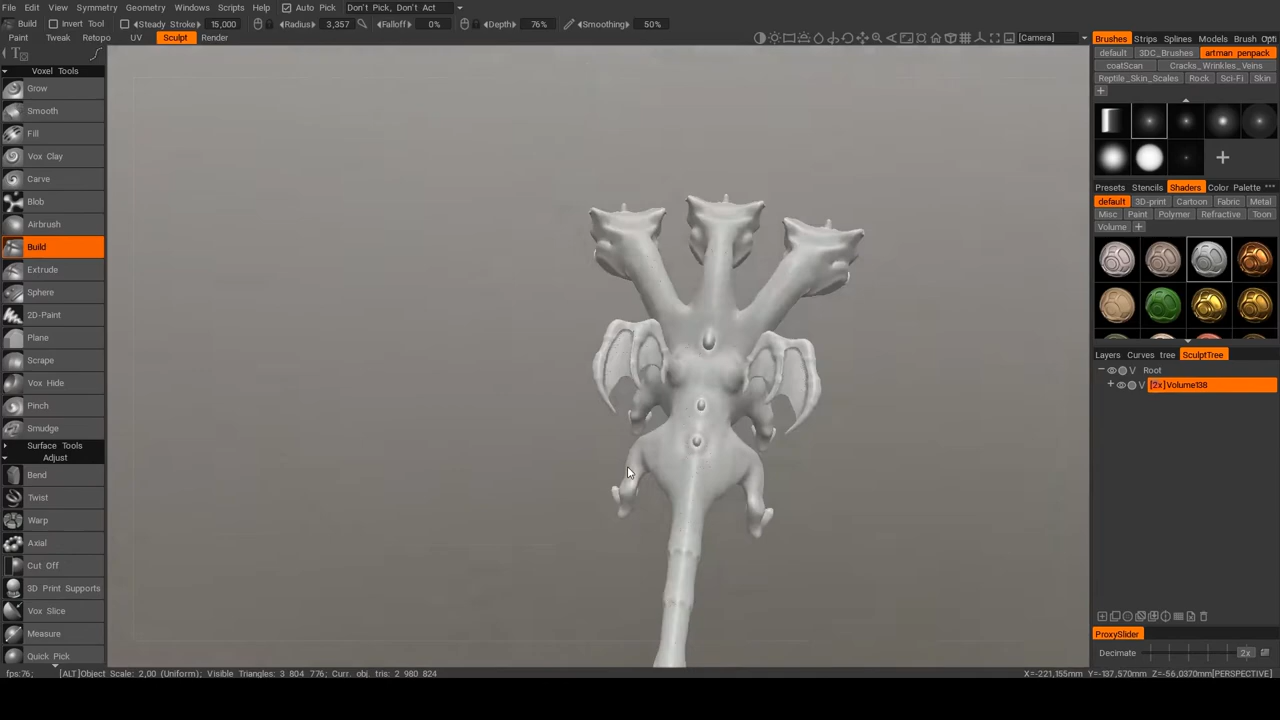 File Edit View Symmetry Geometry Windows Scripts Help Auto Pick Don't Pick, Don't Act
Build Invert Tool Steady Stroke 15,000 Radius 3,357 Falloff 0% Depth 76% Smoothing 50%
Paint Tweak Retopo UV Sculpt Render [Camera] Brushes Strips Splines Models Brush
Voxel Tools
Grow
Smooth
Fill
Vox Clay
Carve
Blob
Airbrush
Build
Extrude
Sphere
2D-Paint
Plane
Scrape
Vox Hide
Pinch
Smudge
Surface Tools
Adjust
Bend
Twist
Warp
Axial
Cut Off
3D Print Supports
Vox Slice
Measure
Quick Pick
default 3DC_Brushes artman penpack
coatScan Cracks_Wrinkles_Veins
Reptile_Skin_Scales Rock Sci-Fi Skin
Presets Stencils Shaders Color Palette
default 3D-print Cartoon Fabric Metal
Misc Paint Polymer Refractive Toon
Volume
Layers Curves tree SculptTree
V Root
V [2x]Volume138
ProxySlider
Decimate 2x
fps:76; [ALT]Object Scale: 2,00 (Uniform); Visible Triangles: 3 804 776; Curr. obj. tris: 2 980 824 X=-221,155mm Y=-137,570mm Z=-56,0370mm[PERSPECTIVE]